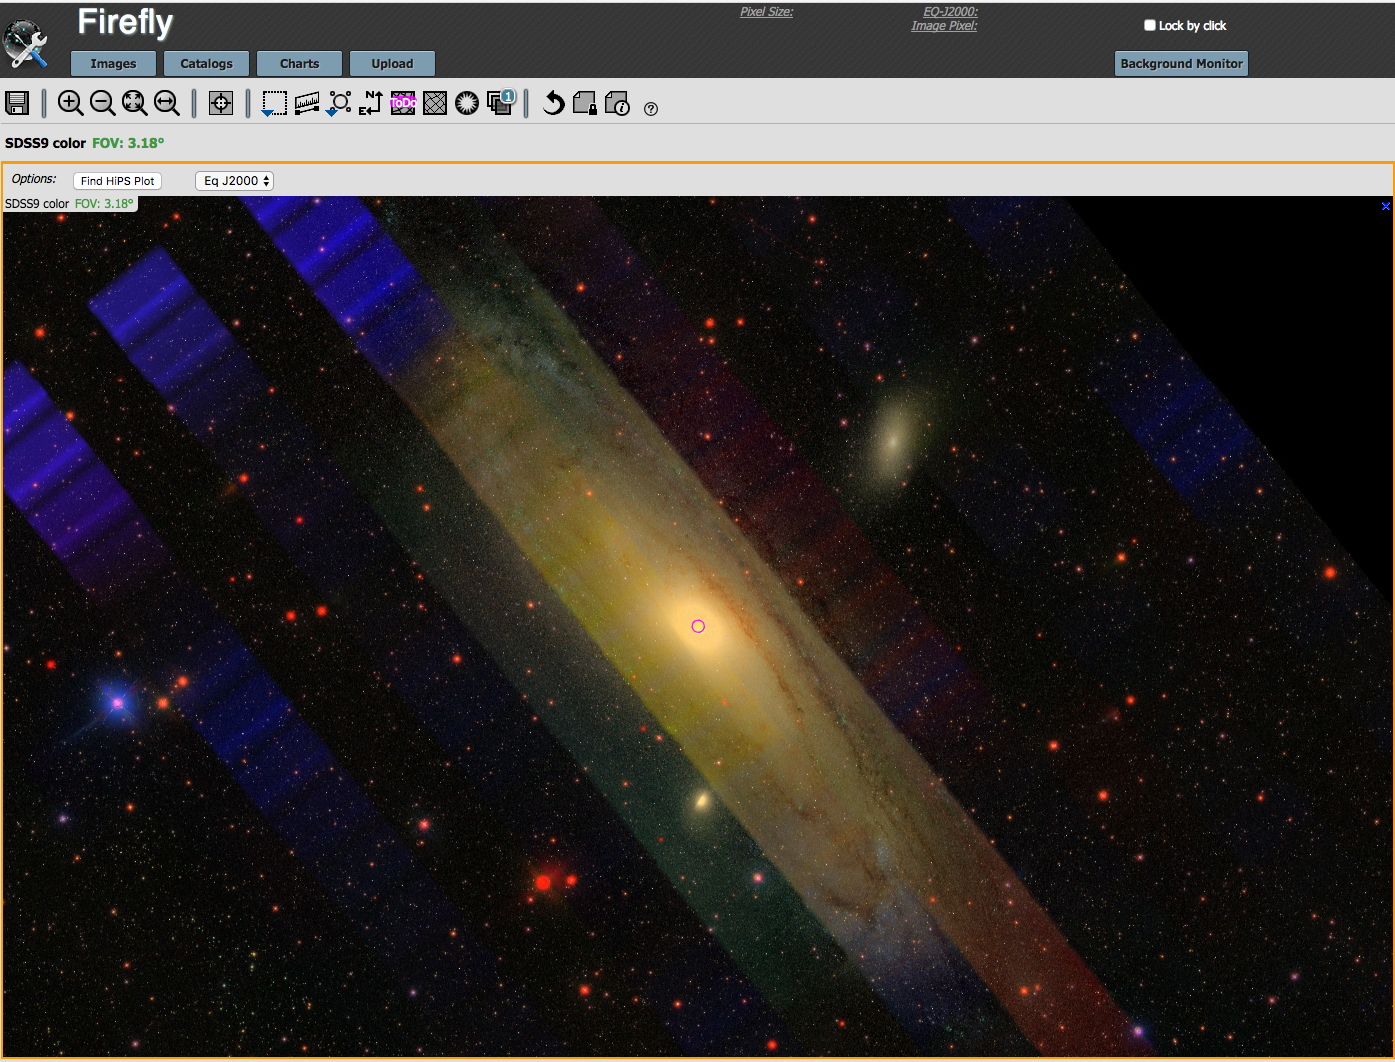 Firefly
Pixel Size:
EQ-J2000:
Image Pixel:
Lock by click
Images
Catalogs
Charts
Upload
Background Monitor
N
E
ToDo
1
SDSS9 color FOV: 3.18°
Options:
Find HiPS Plot
Eq J2000
SDSS9 color FOV: 3.18°